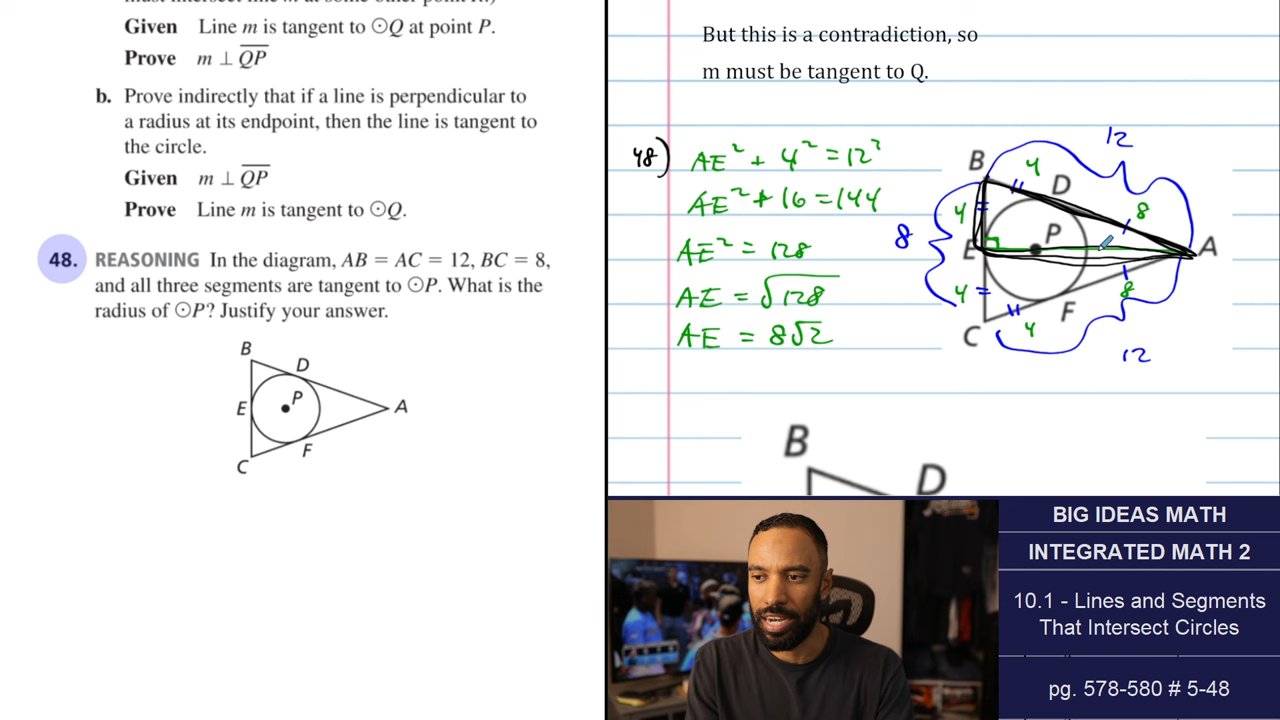 Given Line m is tangent to ⊙Q at point P.
Prove m ⊥ QP
b. Prove indirectly that if a line is perpendicular to
a radius at its endpoint, then the line is tangent to
the circle.
Given m ⊥ QP
Prove Line m is tangent to ⊙Q.
48. REASONING In the diagram, AB = AC = 12, BC = 8,
and all three segments are tangent to ⊙P. What is the
radius of ⊙P? Justify your answer.
B
D
E
P
A
F
C
But this is a contradiction, so
m must be tangent to Q.
48)
AE² + 4² = 12²
AE² + 16 = 144
AE² = 128
AE = √128
AE = 8√2
12
B
4
D
4
8
8
P
E
A
4
8
F
C
4
12
B
D
BIG IDEAS MATH
INTEGRATED MATH 2
10.1 - Lines and Segments
That Intersect Circles
pg. 578-580 # 5-48